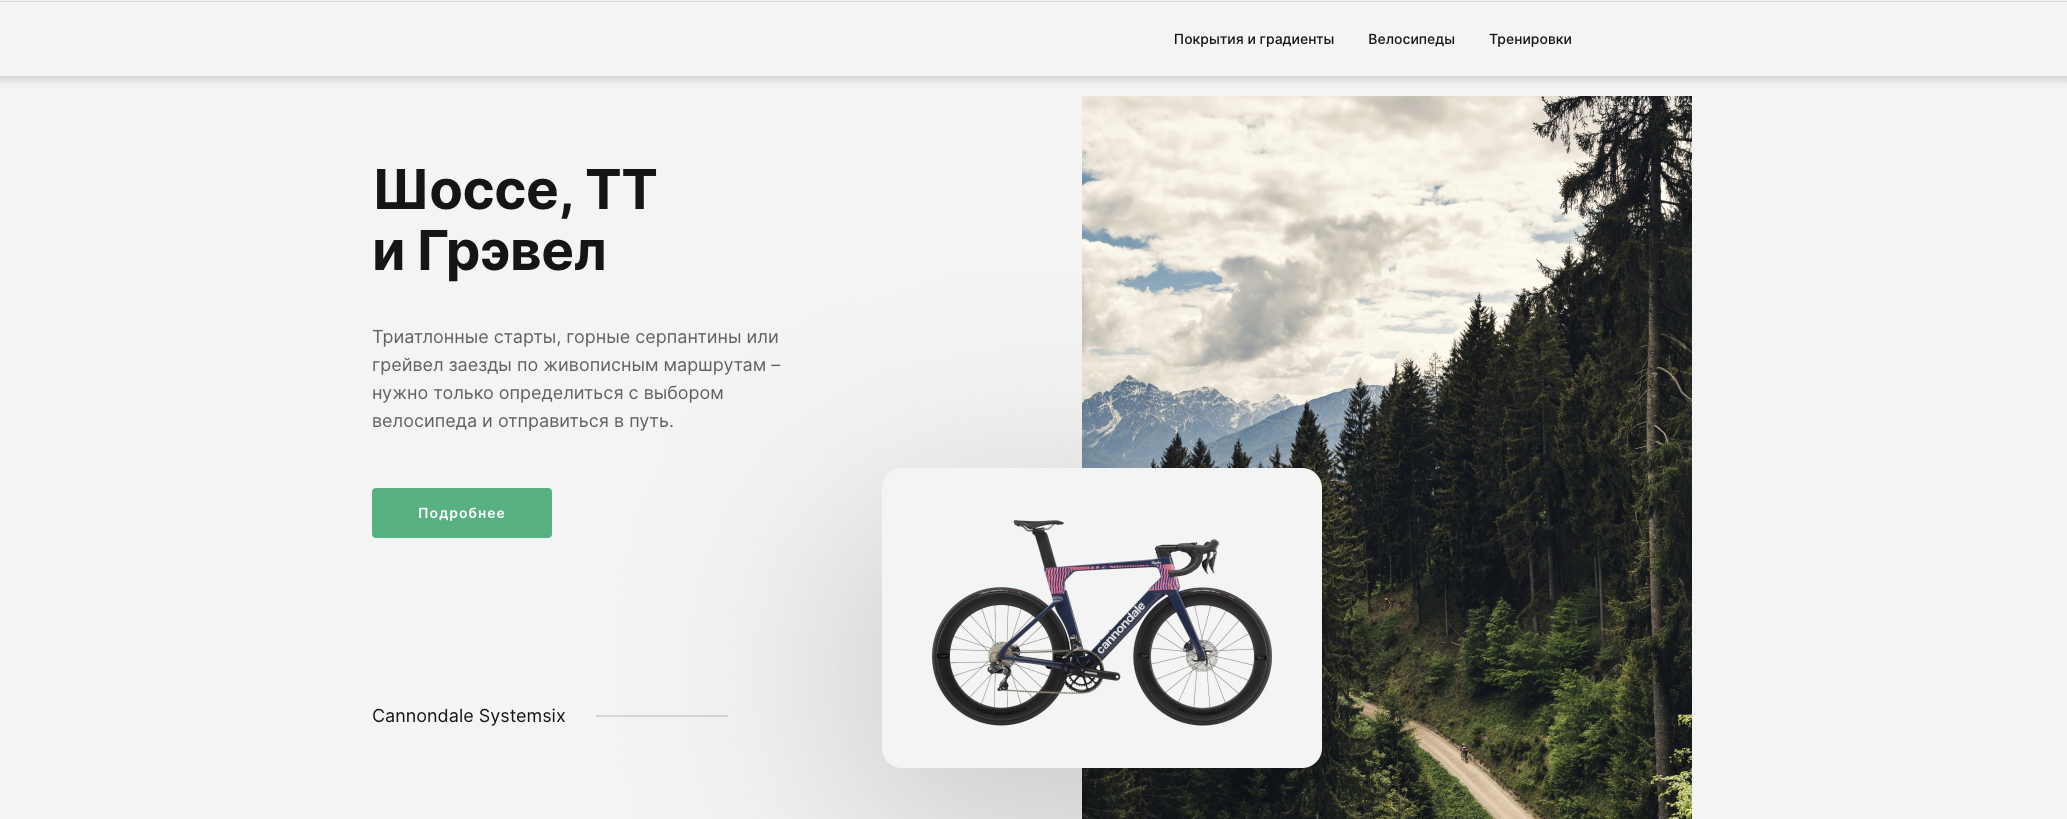 Покрытия и градиенты Велосипеды Тренировки
Шоссе, ТТ
и Грэвел
Триатлонные старты, горные серпантины или
грейвел заезды по живописным маршрутам –
нужно только определиться с выбором
велосипеда и отправиться в путь.
Подробнее
cannondale
Cannondale Systemsix